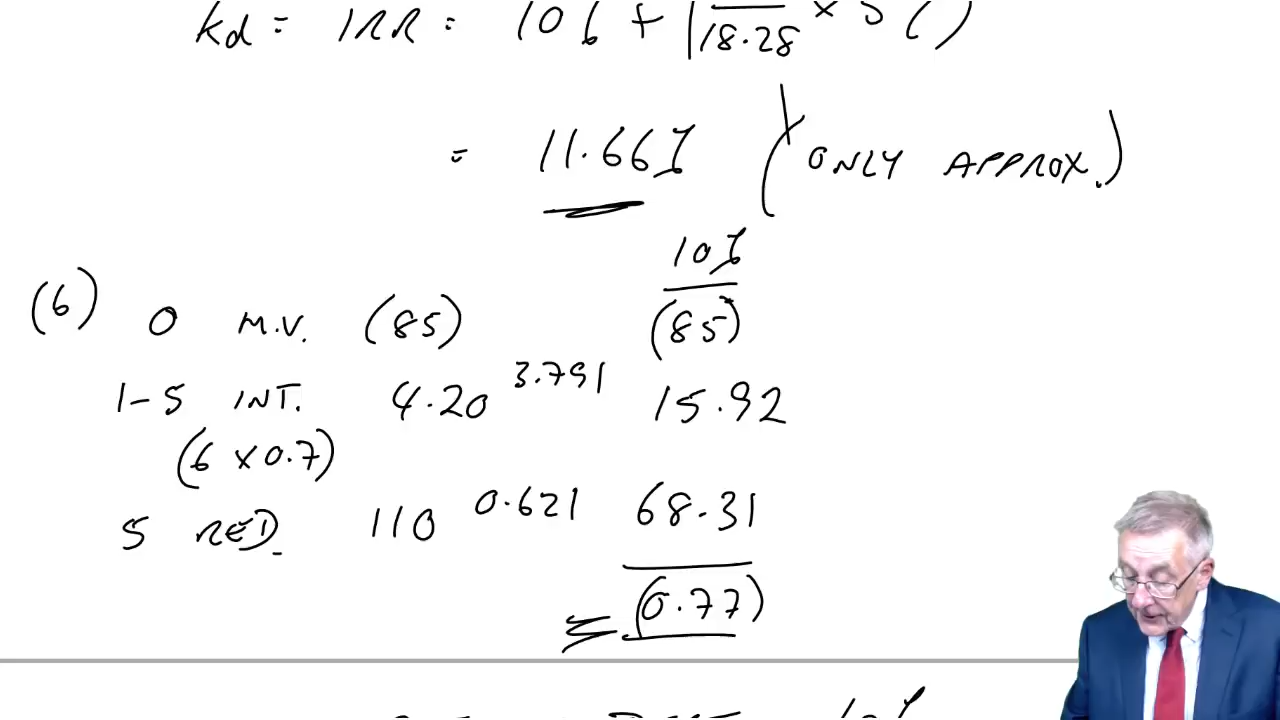 kd = IRR = 10% + ( 18.28 × 5% )
= 11.66% (ONLY APPROX.)
10%
(6) 0 M.V. (85) (85)
1-5 INT. 4.20 3.791 15.92
(6 × 0.7)
5 RED. 110 0.621 68.31
(0.77)